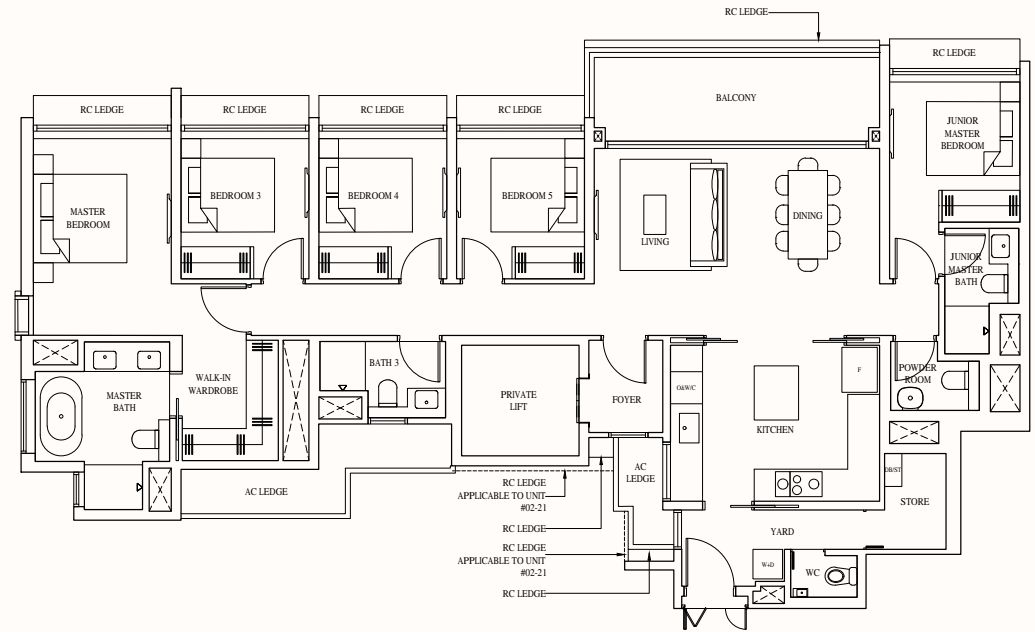 RC LEDGE
RC LEDGE
RC LEDGE
RC LEDGE
RC LEDGE
RC LEDGE
BALCONY
MASTER
BEDROOM
BEDROOM 3
BEDROOM 4
BEDROOM 5
LIVING
DINING
JUNIOR
MASTER
BEDROOM
JUNIOR
MASTER
BATH
MASTER
BATH
WALK-IN
WARDROBE
BATH 3
PRIVATE
LIFT
FOYER
O&W/C
F
KITCHEN
POWDER
ROOM
AC LEDGE
AC
LEDGE
DB/ST
STORE
YARD
W+D
WC
RC LEDGE
APPLICABLE TO UNIT
#02-21
RC LEDGE
RC LEDGE
APPLICABLE TO UNIT
#02-21
RC LEDGE